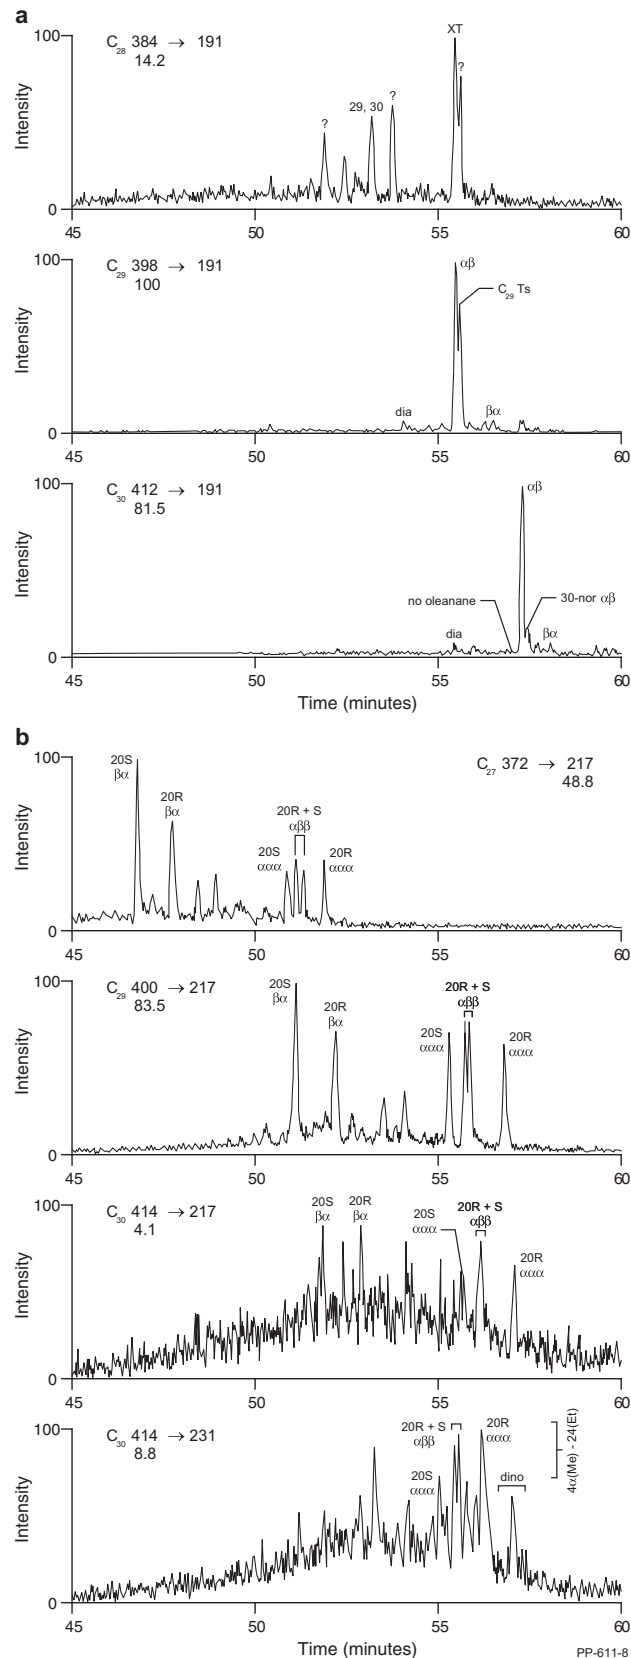 a
C28 384 → 191
14.2
100
Intensity
0
?
29, 30
?
XT
?
45 50 55 60
C29 398 → 191
100
100
Intensity
0
dia
αβ
C29 Ts
βα
45 50 55 60
C30 412 → 191
81.5
100
Intensity
0
no oleanane
dia
αβ
30-nor αβ
βα
45 50 55 60
Time (minutes)
b
C27 372 → 217
48.8
100
Intensity
0
20S
βα
20R
βα
20S
ααα
20R + S
αββ
20R
ααα
45 50 55 60
C29 400 → 217
83.5
100
Intensity
0
20S
βα
20R
βα
20S
ααα
20R + S
αββ
20R
ααα
45 50 55 60
C30 414 → 217
4.1
100
Intensity
0
20S
βα
20R
βα
20S
ααα
20R + S
αββ
20R
ααα
45 50 55 60
C30 414 → 231
8.8
100
Intensity
0
20S
ααα
20R + S
αββ
20R
ααα
dino
4α(Me) - 24(Et)
45 50 55 60
Time (minutes)
PP-611-8